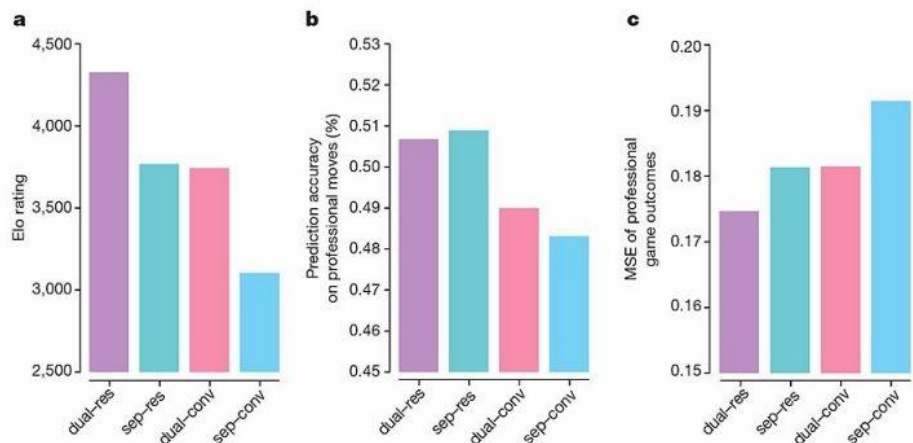 a
Elo rating
4,500
4,000
3,500
3,000
2,500
dual–res
sep–res
dual–conv
sep–conv
b
Prediction accuracy
on professional moves (%)
0.53
0.52
0.51
0.50
0.49
0.48
0.47
0.46
0.45
dual–res
sep–res
dual–conv
sep–conv
c
MSE of professional
game outcomes
0.20
0.19
0.18
0.17
0.16
0.15
dual–res
sep–res
dual–conv
sep–conv